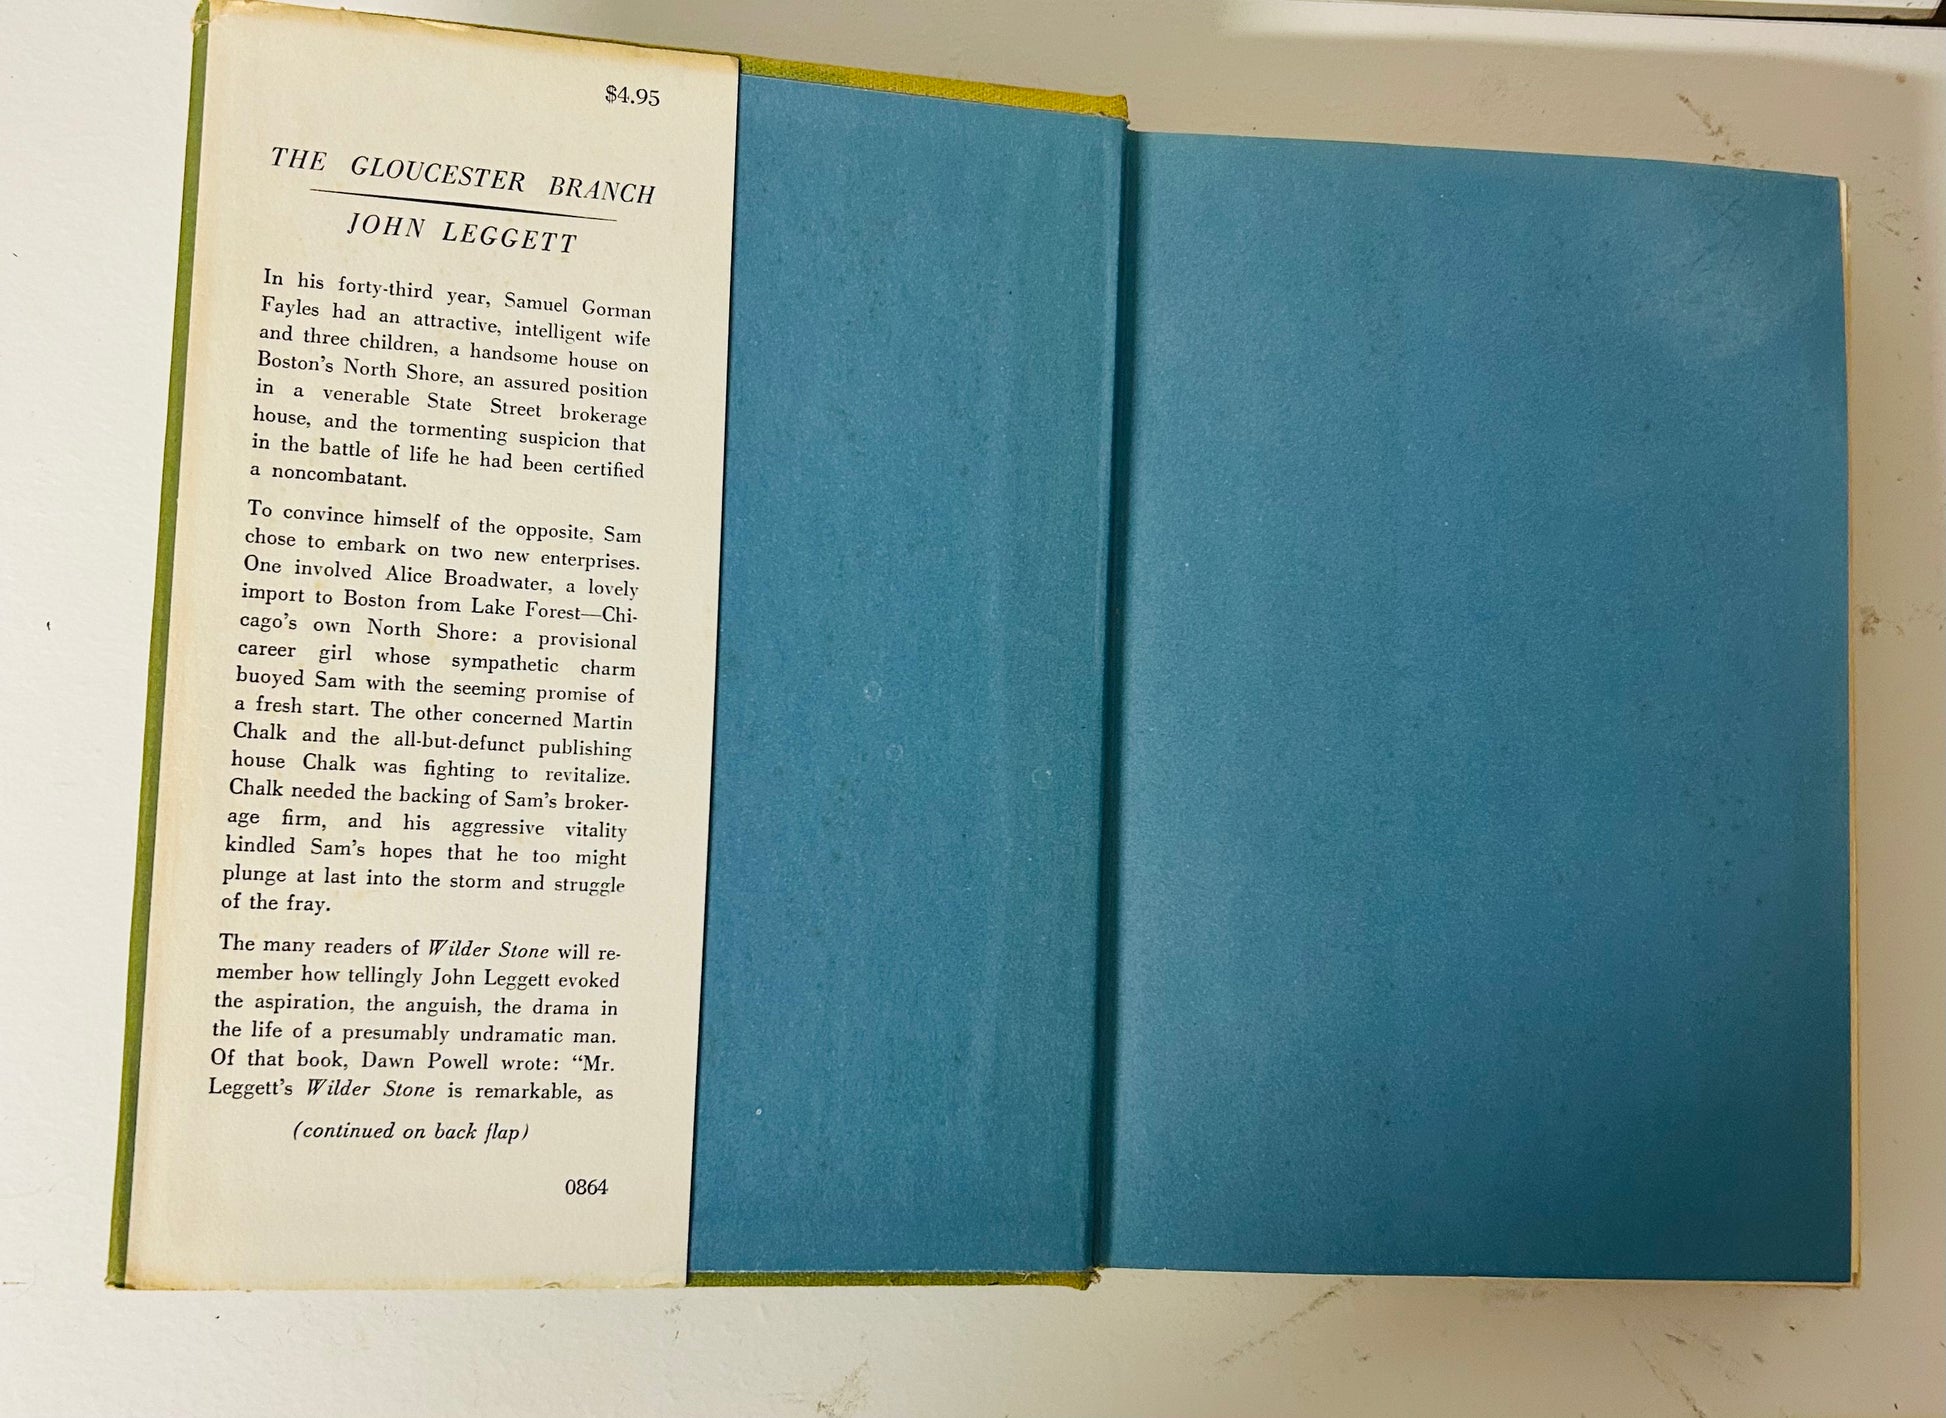 $4.95
THE GLOUCESTER BRANCH
JOHN LEGGETT
In his forty-third year, Samuel Gorman
Fayles had an attractive, intelligent wife
and three children, a handsome house on
Boston's North Shore, an assured position
in a venerable State Street brokerage
house, and the tormenting suspicion that
in the battle of life he had been certified
a noncombatant.
To convince himself of the opposite, Sam
chose to embark on two new enterprises.
One involved Alice Broadwater, a lovely
import to Boston from Lake Forest—Chi-
cago's own North Shore: a provisional
career girl whose sympathetic charm
buoyed Sam with the seeming promise of
a fresh start. The other concerned Martin
Chalk and the all-but-defunct publishing
house Chalk was fighting to revitalize.
Chalk needed the backing of Sam's broker-
age firm, and his aggressive vitality
kindled Sam's hopes that he too might
plunge at last into the storm and struggle
of the fray.
The many readers of Wilder Stone will re-
member how tellingly John Leggett evoked
the aspiration, the anguish, the drama in
the life of a presumably undramatic man.
Of that book, Dawn Powell wrote: “Mr.
Leggett's Wilder Stone is remarkable, as
(continued on back flap)
0864